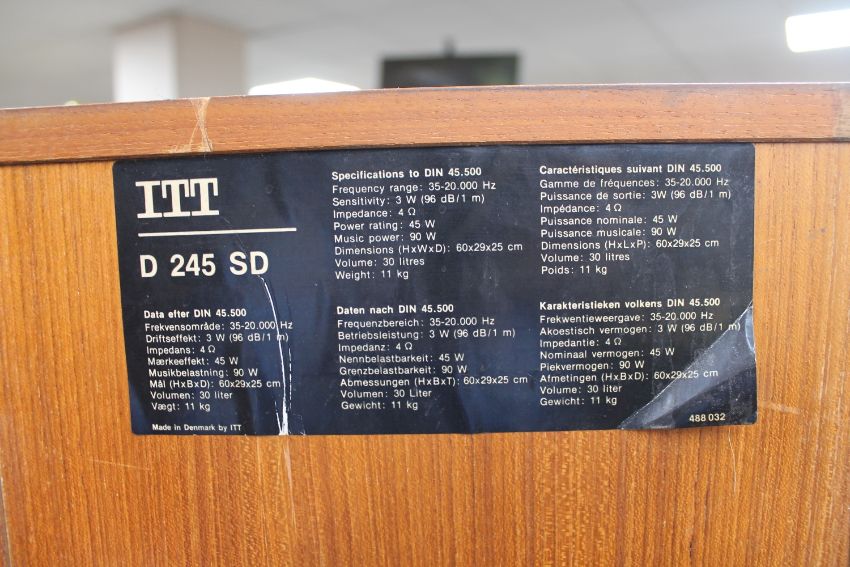 ITT
D 245 SD
Specifications to DIN 45.500
Frequency range: 35-20.000 Hz
Sensitivity: 3 W (96 dB/1 m)
Impedance: 4 Ω
Power rating: 45 W
Music power: 90 W
Dimensions (HxWxD): 60x29x25 cm
Volume: 30 litres
Weight: 11 kg
Caractéristiques suivant DIN 45.500
Gamme de fréquences: 35-20.000 Hz
Puissance de sortie: 3W (96 dB/1 m)
Impédance: 4 Ω
Puissance nominale: 45 W
Puissance musicale: 90 W
Dimensions (HxLxP): 60x29x25 cm
Volume: 30 litres
Poids: 11 kg
Data efter DIN 45.500
Frekvensområde: 35-20.000 Hz
Driftseffekt: 3 W (96 dB/1 m)
Impedans: 4 Ω
Mærkeeffekt: 45 W
Musikbelastning: 90 W
Mål (HxBxD): 60x29x25 cm
Volumen: 30 liter
Vægt: 11 kg
Made in Denmark by ITT
Daten nach DIN 45.500
Frequenzbereich: 35-20.000 Hz
Betriebsleistung: 3 W (96 dB/1 m)
Impedanz: 4 Ω
Nennbelastbarkeit: 45 W
Grenzbelastbarkeit: 90 W
Abmessungen (HxBxT): 60x29x25 cm
Volumen: 30 Liter
Gewicht: 11 kg
Karakteristieken volkens DIN 45.500
Frekwentieweergave: 35-20.000 Hz
Akoestisch vermogen: 3 W (96 dB/1 m)
Impedantie: 4 Ω
Nominaal vermogen: 45 W
Piekvermogen: 90 W
Afmetingen (HxBxD): 60x29x25 cm
Volume: 30 liter
Gewicht: 11 kg
488 032